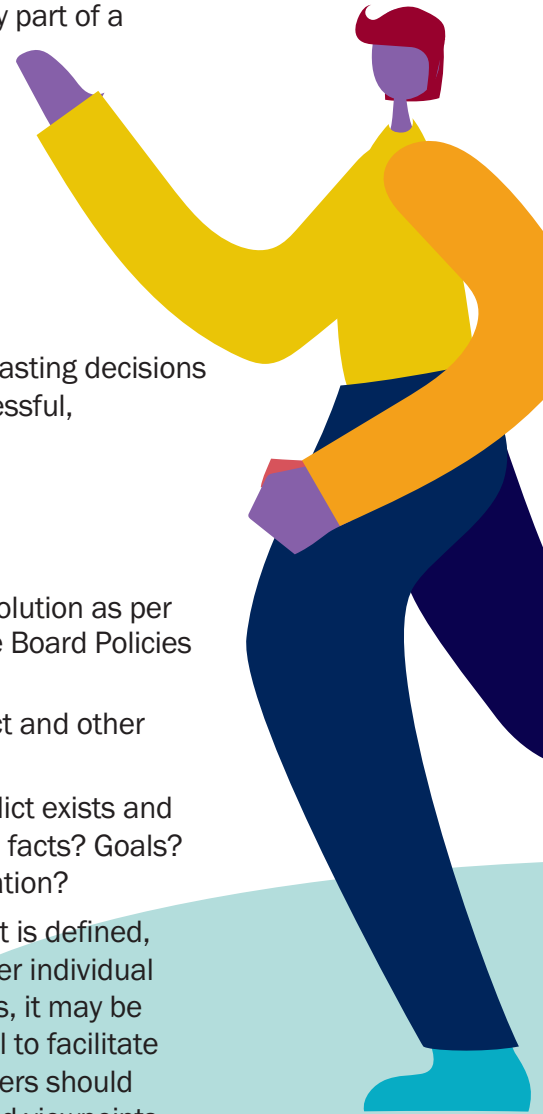 y part of a
asting decisions
essful,
olution as per
e Board Policies
ct and other
lict exists and
facts? Goals?
ation?
t is defined,
er individual
s, it may be
l to facilitate
ers should
d viewpoints